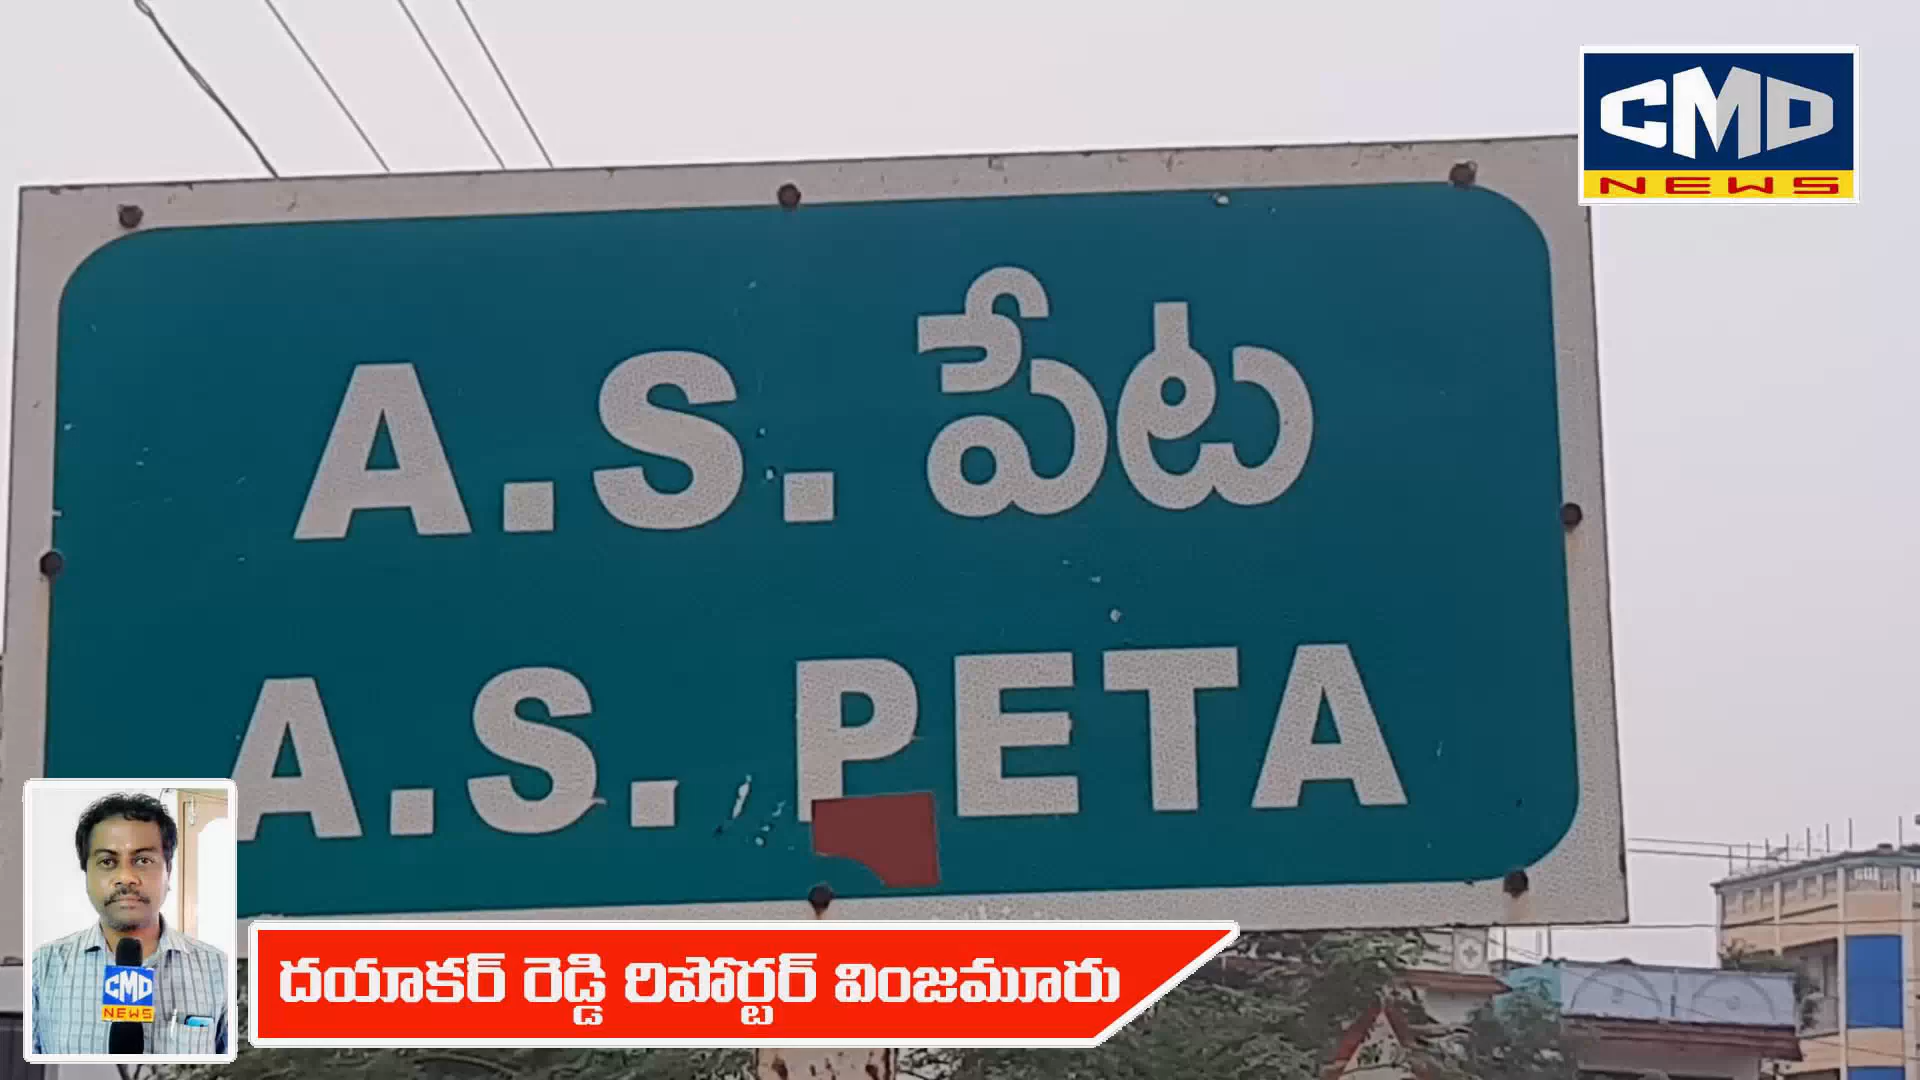 CMD
NEWS
A.S. పేట
A.S. PETA
CMD
NEWS
దయాకర్ రెడ్డి రిపోర్టర్ వింజమూరు